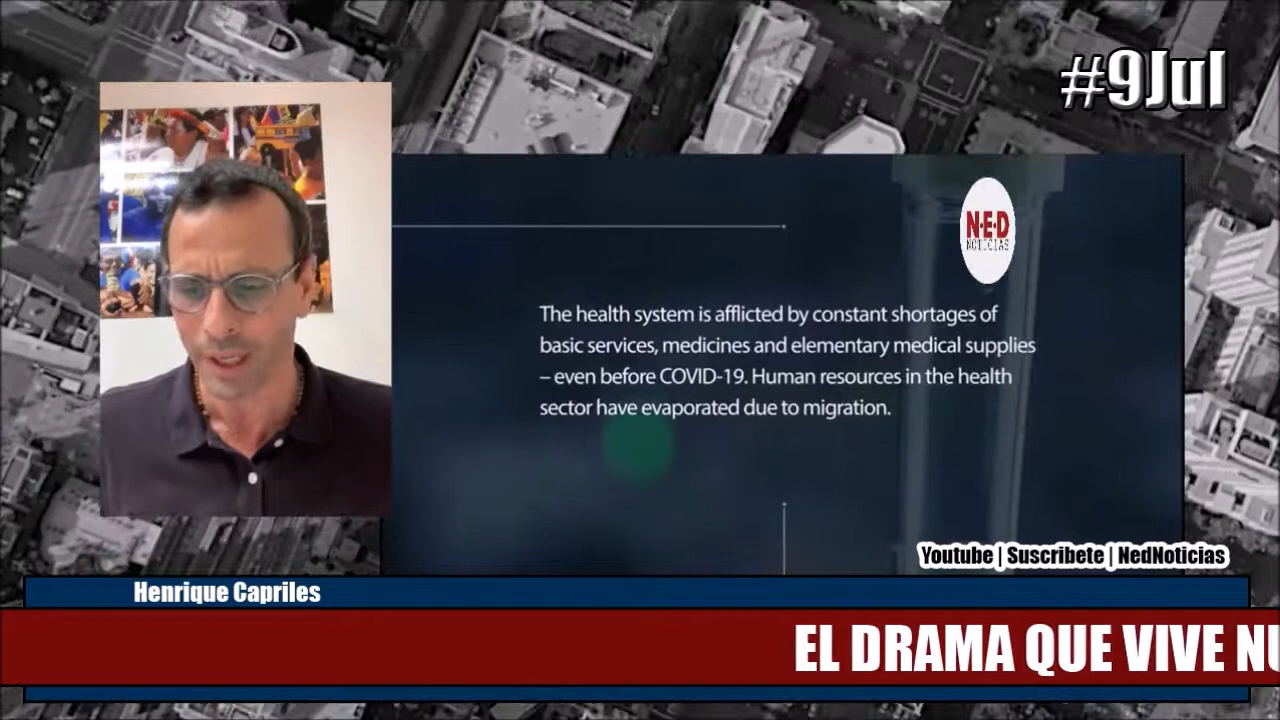 #9Jul
N·E·D
NOTICIAS
The health system is afflicted by constant shortages of
basic services, medicines and elementary medical supplies
– even before COVID-19. Human resources in the health
sector have evaporated due to migration.
Youtube | Suscribete | NedNoticias
Henrique Capriles
EL DRAMA QUE VIVE